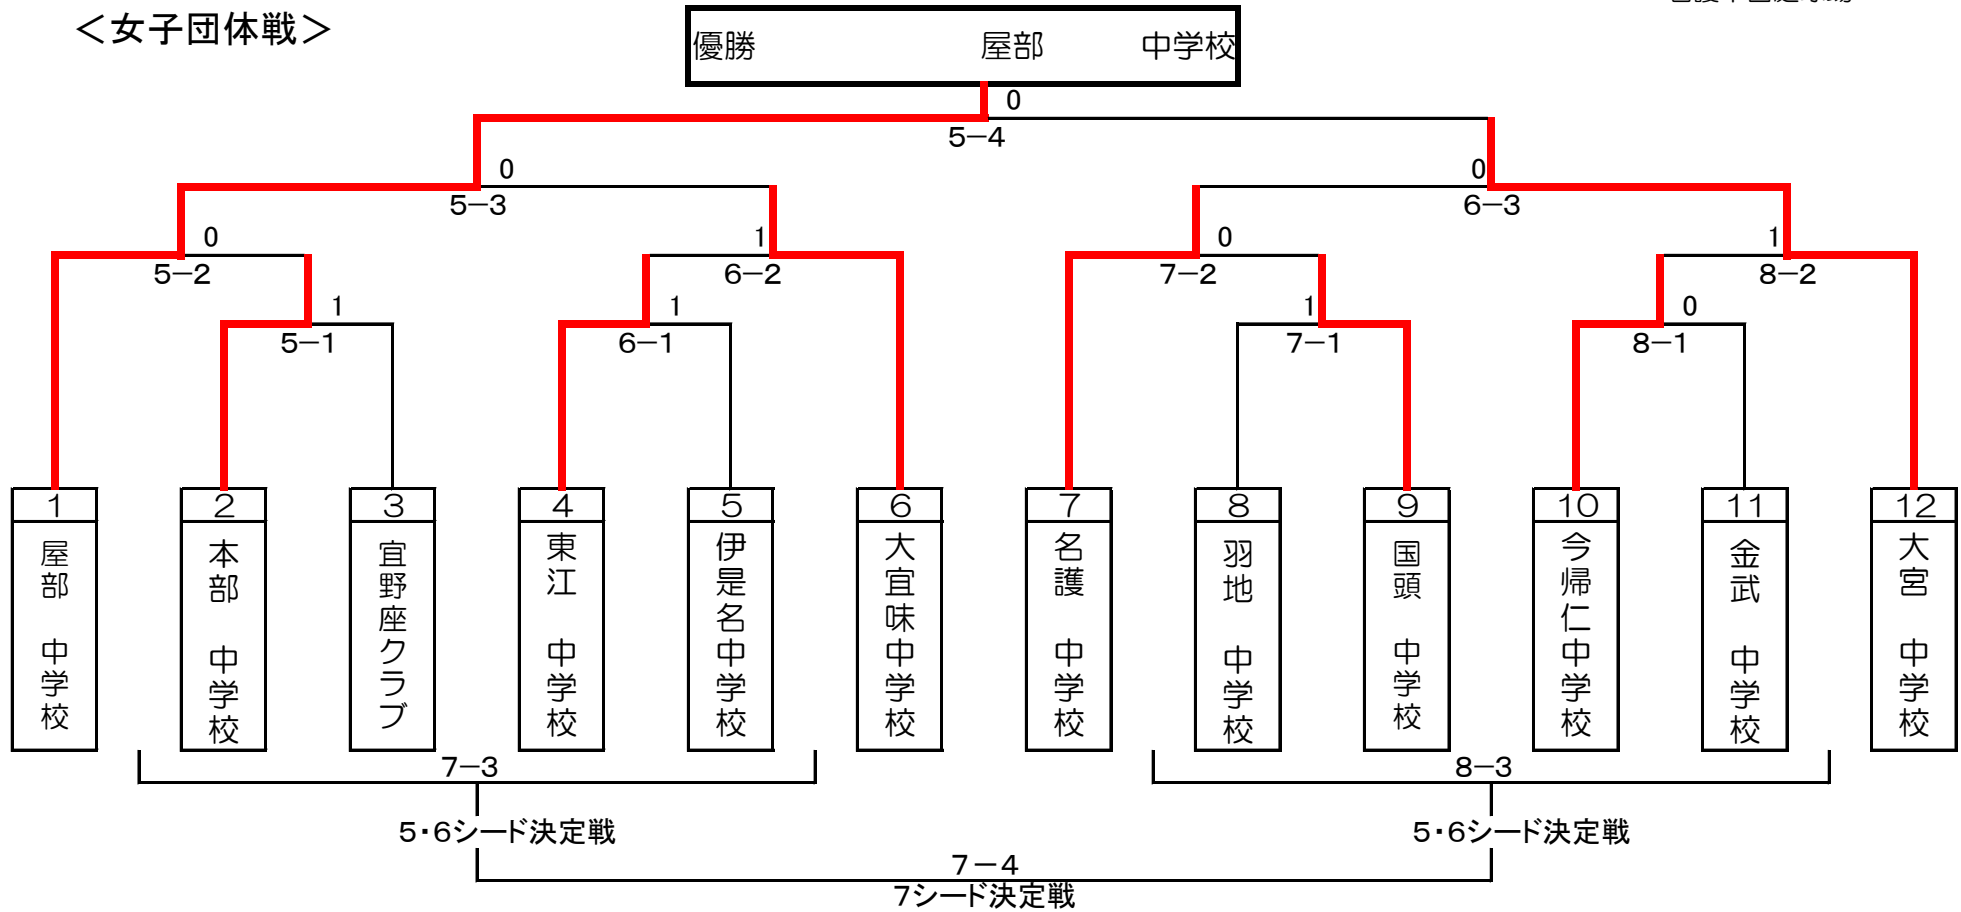 <女子団体戦>
優勝 屋部 中学校
0
5-4
0 0
5-3 6-3
0 1 0 1
5-2 6-2 7-2 8-2
1 1 1 0
5-1 6-1 7-1 8-1
1 2 3 4 5 6 7 8 9 10 11 12
屋部 中学校
本部 中学校
宜野座クラブ
東江 中学校
伊是名中学校
大宜味中学校
名護 中学校
羽地 中学校
国頭 中学校
今帰仁中学校
金武 中学校
大宮 中学校
7-3 8-3
5・6シード決定戦 5・6シード決定戦
7-4
7シード決定戦